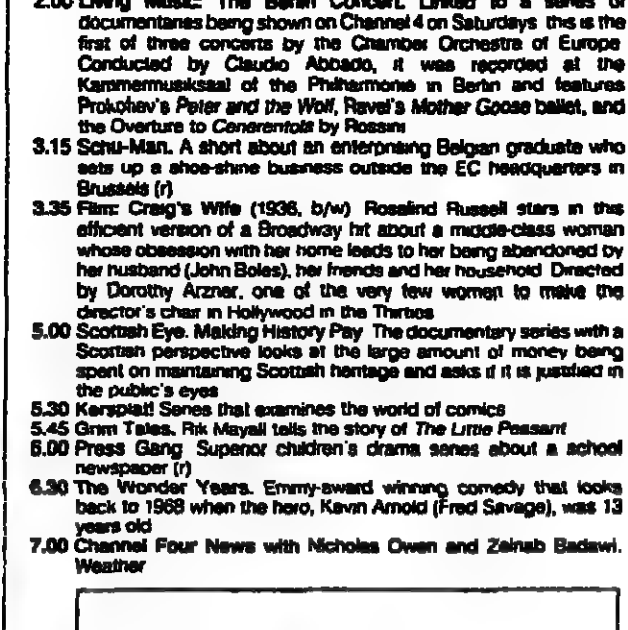 2.00 Living Music: The Berlin Concert. Linked to a series of
documentaries being shown on Channel 4 on Saturdays this is the
first of three concerts by the Chamber Orchestra of Europe
Conducted by Claudio Abbado, it was recorded at the
Kammermusiksaal of the Philharmonie in Berlin and features
Prokofiev's Peter and the Wolf, Ravel's Mother Goose ballet, and
the Overture to Cenerentola by Rossini
3.15 Schu-Man. A short about an enterprising Belgian graduate who
sets up a shoe-shine business outside the EC headquarters in
Brussels (r)
3.35 Film: Craig's Wife (1936, b/w) Rosalind Russell stars in this
efficient version of a Broadway hit about a middle-class woman
whose obsession with her home leads to her being abandoned by
her husband (John Boles), her friends and her household Directed
by Dorothy Arzner, one of the very few women to make the
director's chair in Hollywood in the Thirties
5.00 Scottish Eye. Making History Pay The documentary series with a
Scottish perspective looks at the large amount of money being
spent on maintaining Scottish heritage and asks if it is justified in
the public's eyes
5.30 Kersplat! Series that examines the world of comics
5.45 Grim Tales. Rik Mayall tells the story of The Little Peasant
6.00 Press Gang Superior children's drama series about a school
newspaper (r)
6.30 The Wonder Years. Emmy-award winning comedy that looks
back to 1968 when the hero, Kevin Arnold (Fred Savage), was 13
years old
7.00 Channel Four News with Nicholas Owen and Zeinab Badawi.
Weather